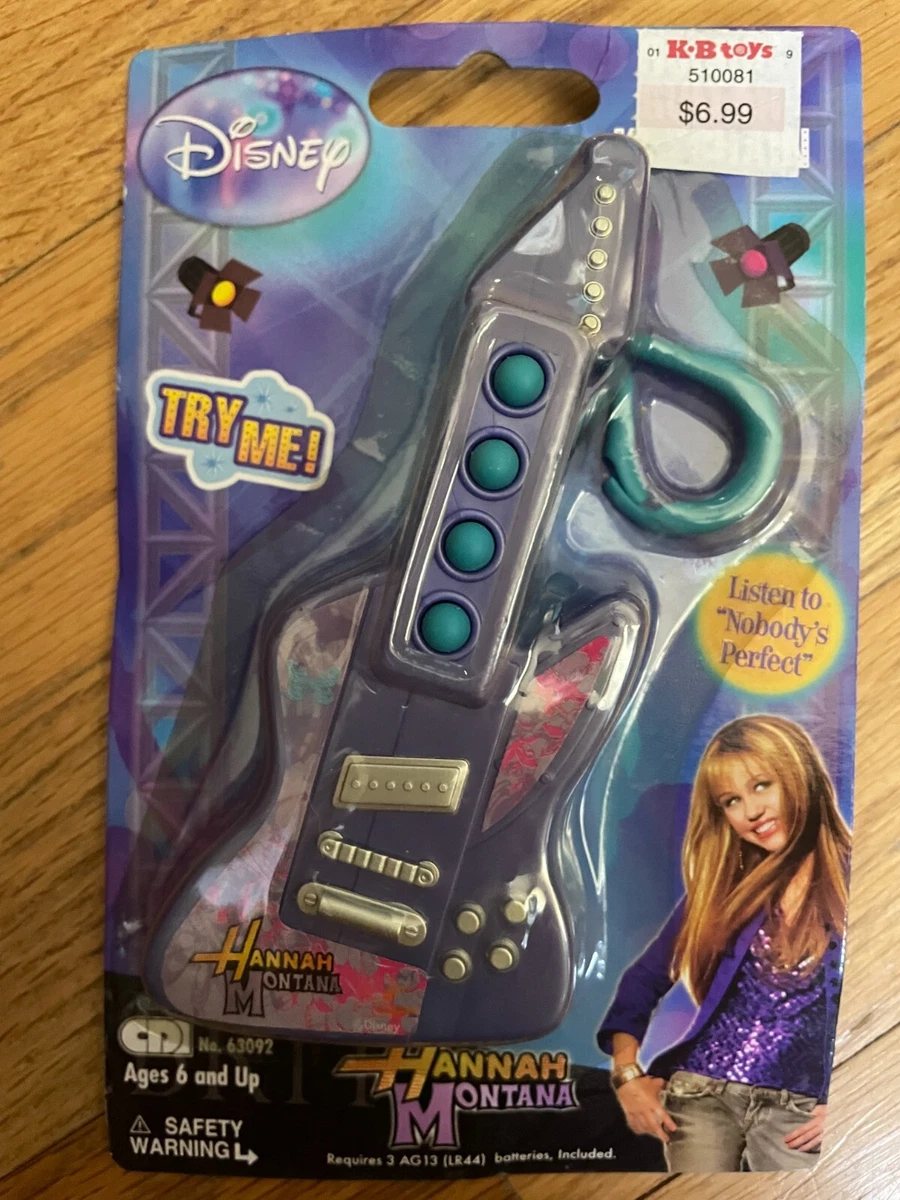 01 K·B toys 9
510081
$6.99
Disney
TRY ME!
Listen to
"Nobody's
Perfect"
HANNAH
MONTANA
©Disney
CDI No. 63092
Ages 6 and Up
HANNAH
MONTANA
⚠ SAFETY
WARNING
Requires 3 AG13 (LR44) batteries, Included.